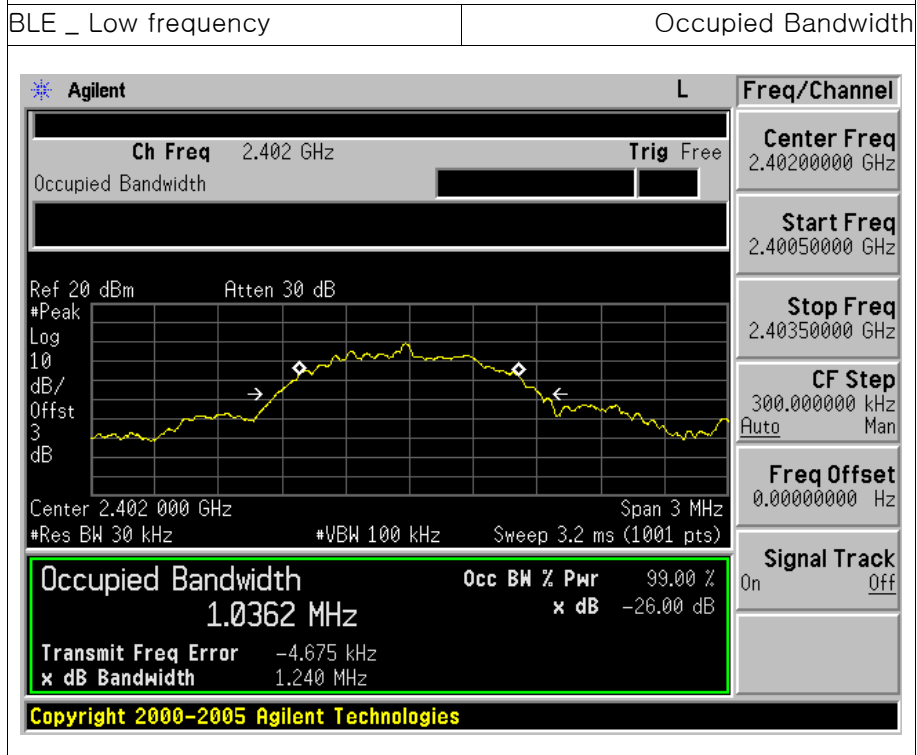 BLE _ Low frequency Occupied Bandwidth
Agilent L Freq/Channel
Ch Freq 2.402 GHz Trig Free
Occupied Bandwidth
Center Freq
2.40200000 GHz
Start Freq
2.40050000 GHz
Stop Freq
2.40350000 GHz
CF Step
300.000000 kHz
Auto Man
Freq Offset
0.00000000 Hz
Signal Track
On Off
Ref 20 dBm Atten 30 dB
#Peak
Log
10
dB/
Offst
3
dB
Center 2.402 000 GHz Span 3 MHz
#Res BW 30 kHz #VBW 100 kHz Sweep 3.2 ms (1001 pts)
Occupied Bandwidth Occ BW % Pwr 99.00 %
1.0362 MHz x dB -26.00 dB
Transmit Freq Error -4.675 kHz
x dB Bandwidth 1.240 MHz
Copyright 2000-2005 Agilent Technologies